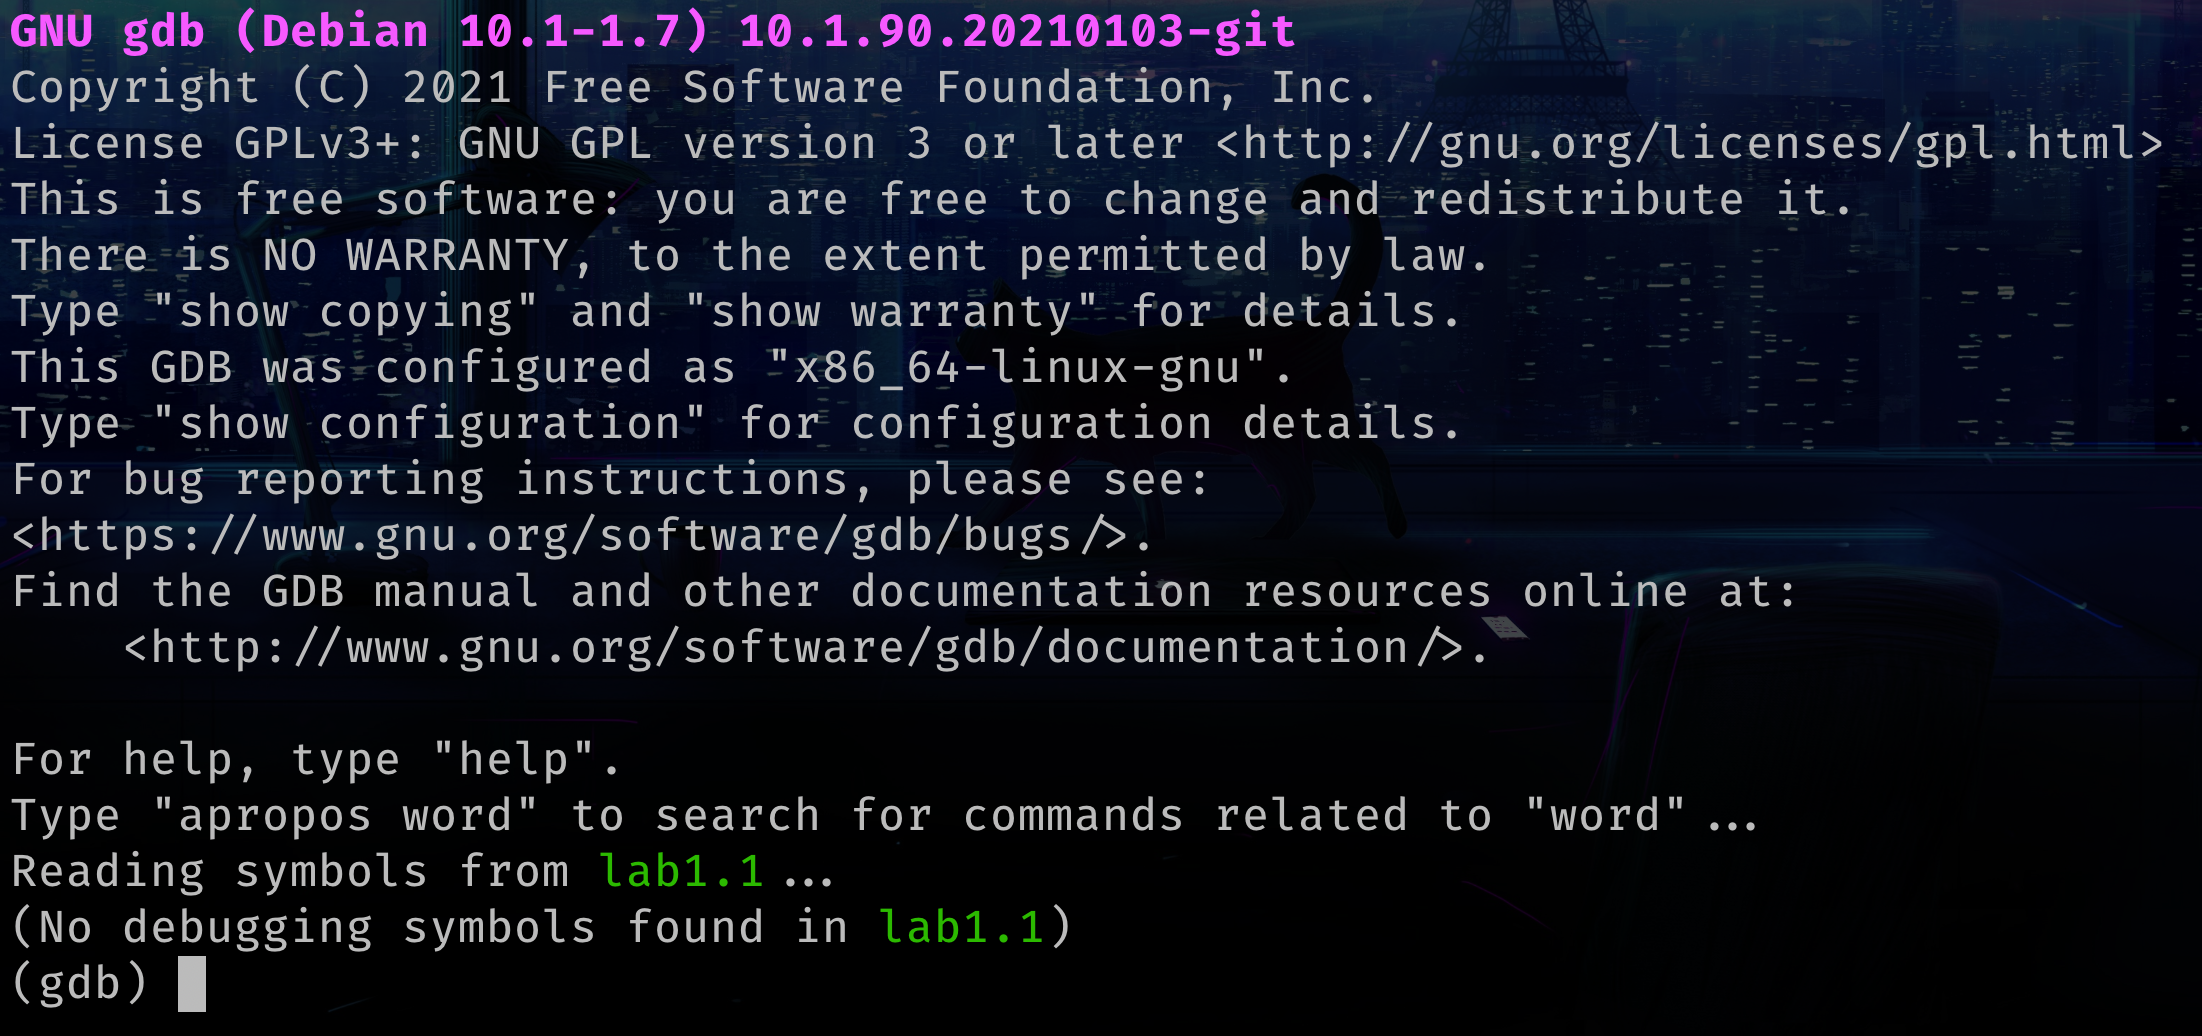 GNU gdb (Debian 10.1-1.7) 10.1.90.20210103-git
Copyright (C) 2021 Free Software Foundation, Inc.
License GPLv3+: GNU GPL version 3 or later <http://gnu.org/licenses/gpl.html>
This is free software: you are free to change and redistribute it.
There is NO WARRANTY, to the extent permitted by law.
Type "show copying" and "show warranty" for details.
This GDB was configured as "x86_64-linux-gnu".
Type "show configuration" for configuration details.
For bug reporting instructions, please see:
<https://www.gnu.org/software/gdb/bugs/>.
Find the GDB manual and other documentation resources online at:
    <http://www.gnu.org/software/gdb/documentation/>.

For help, type "help".
Type "apropos word" to search for commands related to "word"...
Reading symbols from lab1.1...
(No debugging symbols found in lab1.1)
(gdb)